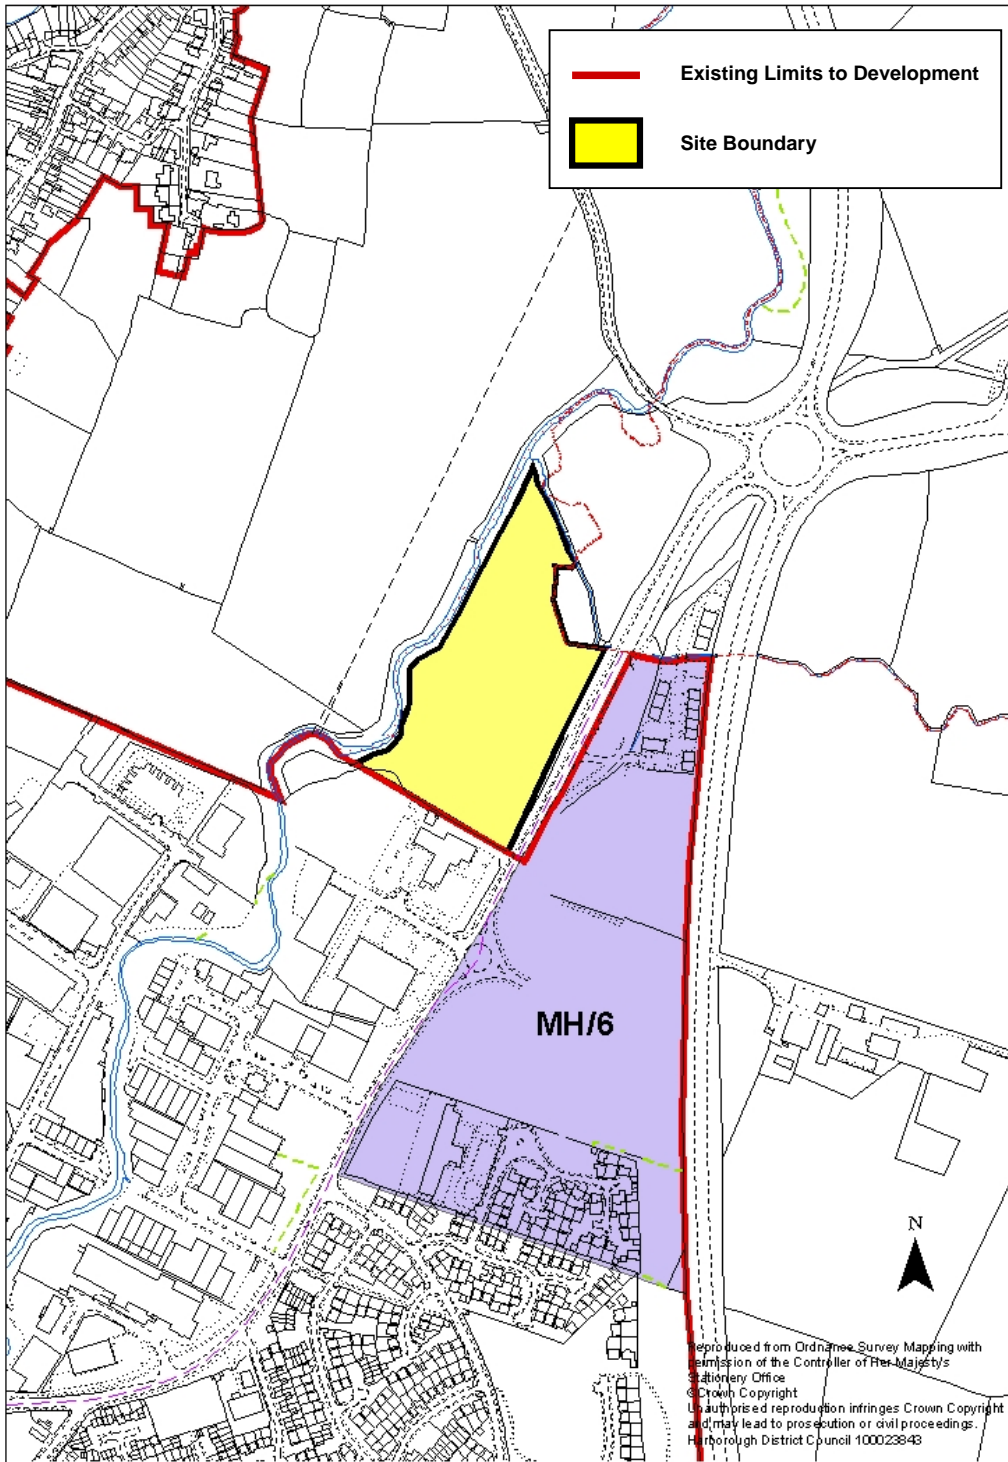 Existing Limits to Development
Site Boundary
MH/6
N
Reproduced from Ordnance Survey Mapping with
permission of the Controller of Her Majesty's
Stationery Office
© Crown Copyright
Unauthorised reproduction infringes Crown Copyright
and may lead to prosecution or civil proceedings.
Harborough District Council 100023843